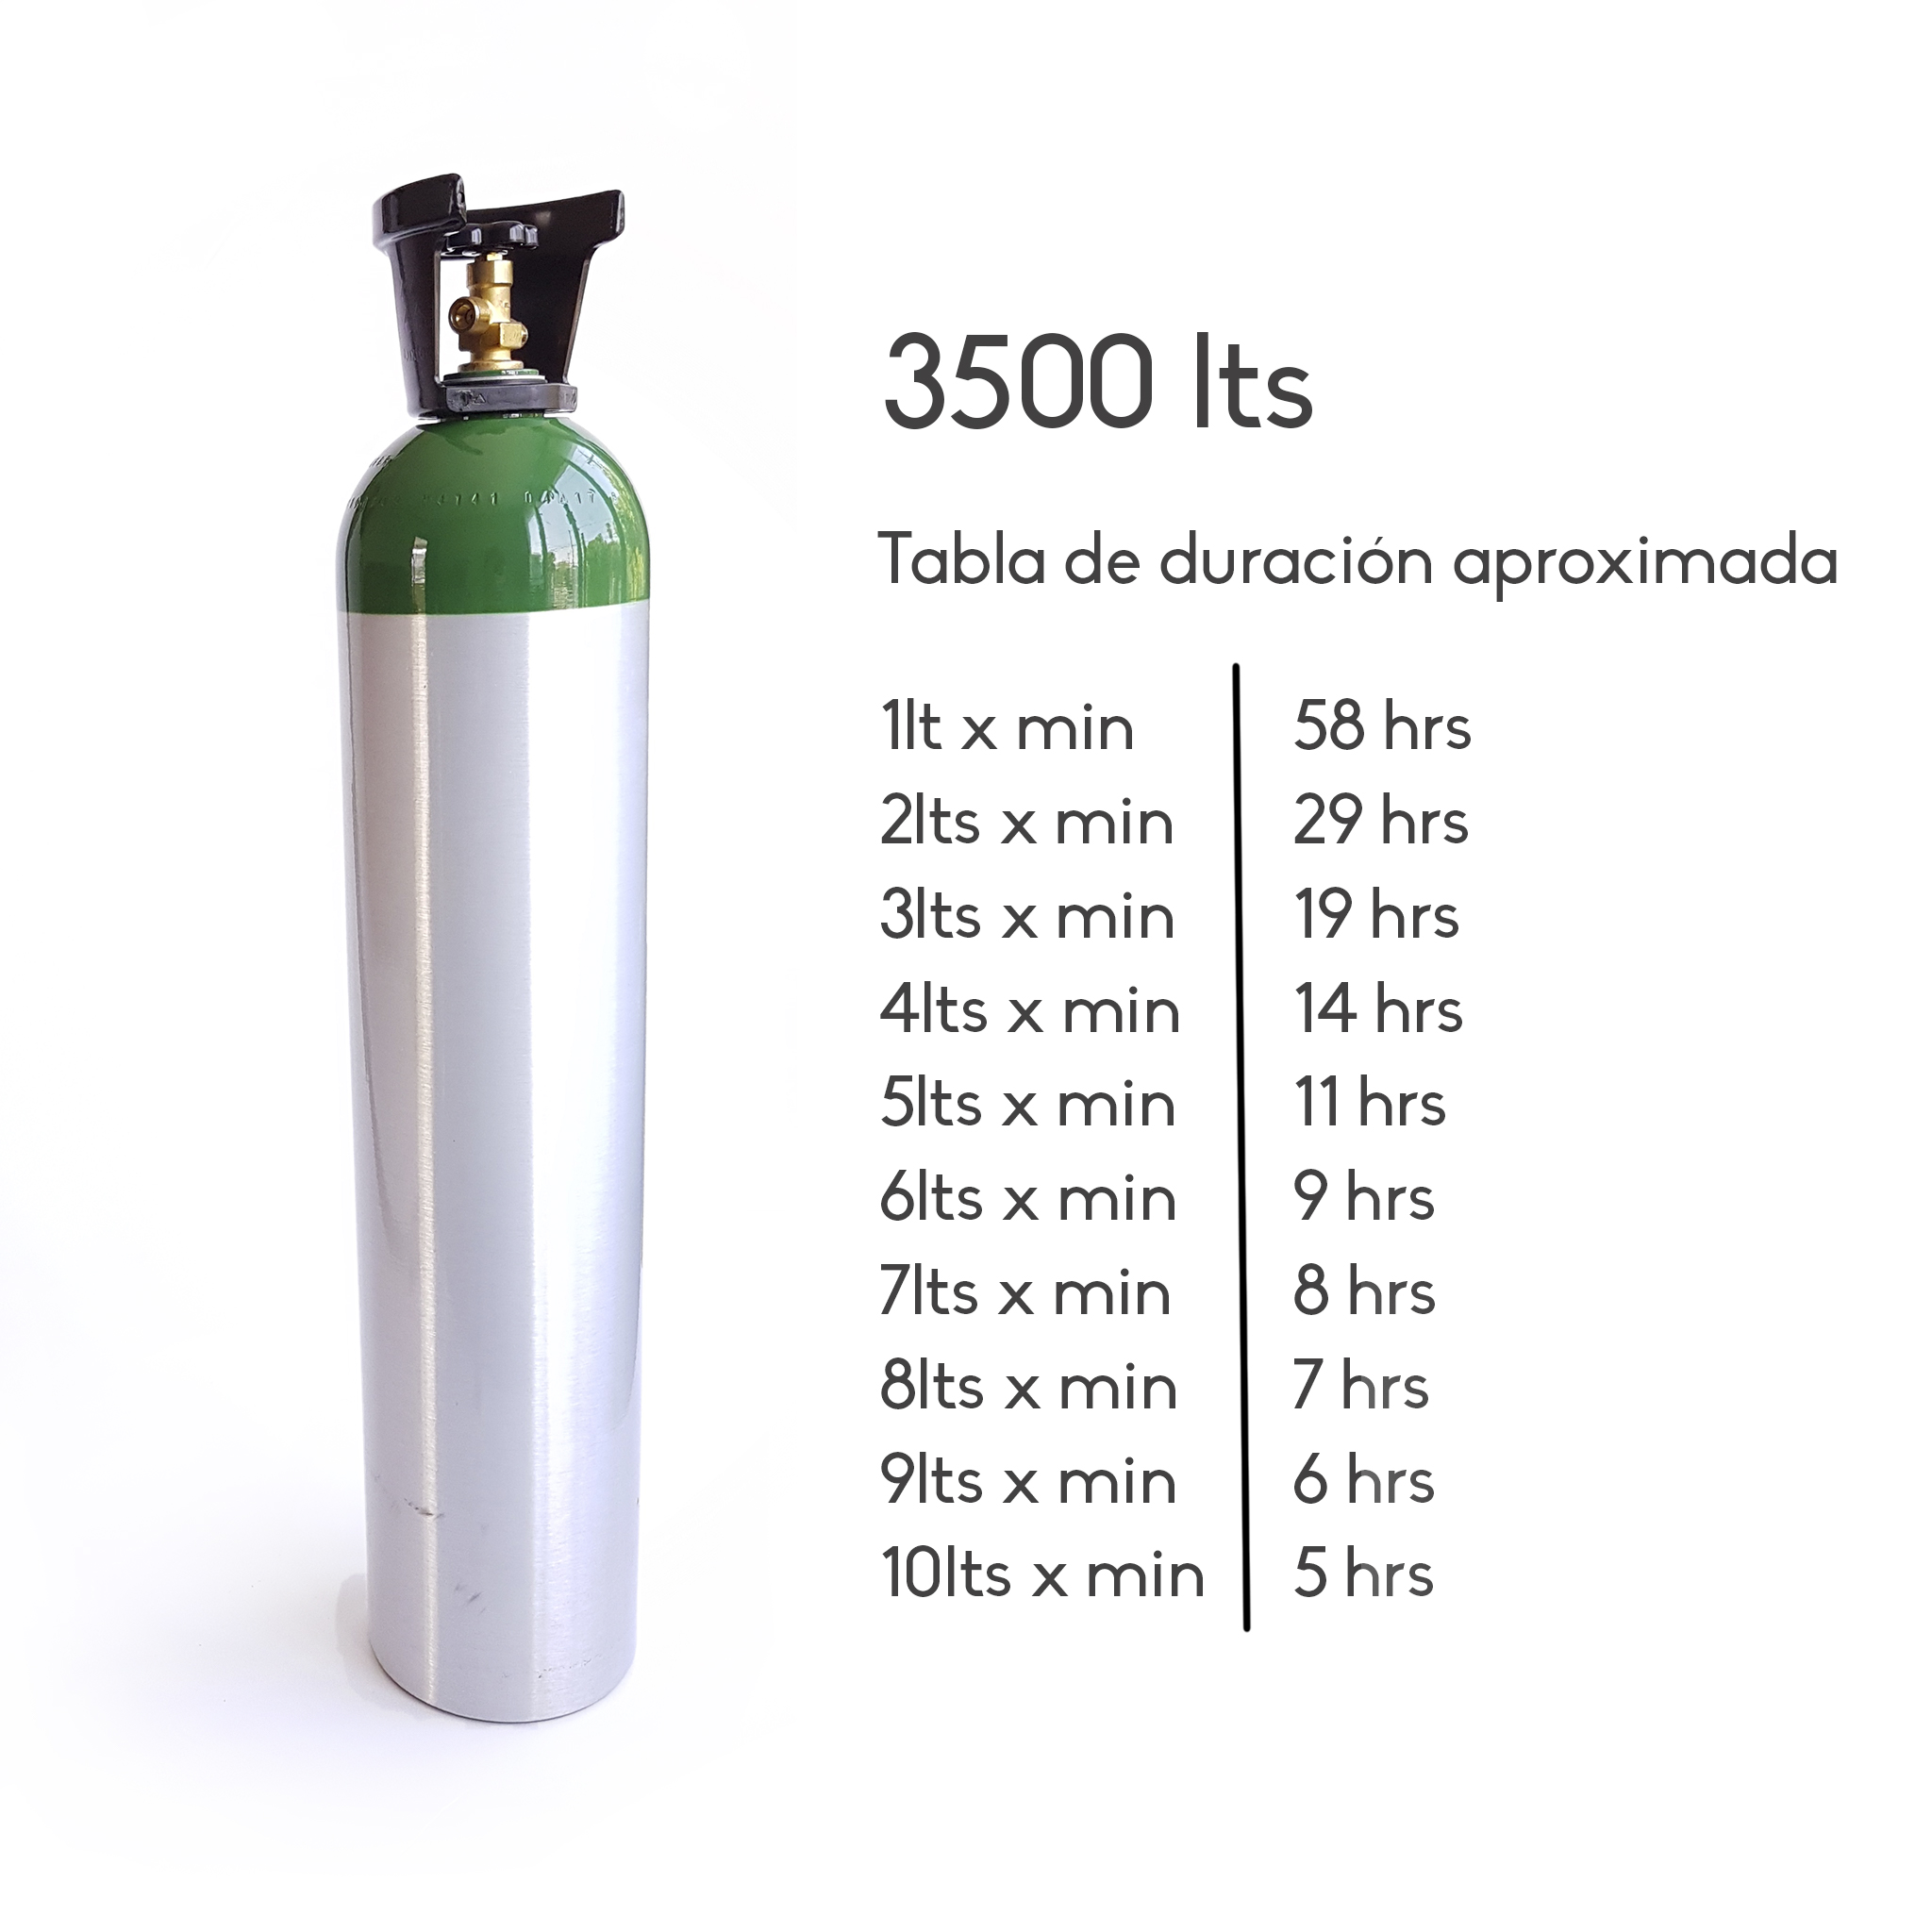 3500 lts
Tabla de duración aproximada
1lt x min 58 hrs
2lts x min 29 hrs
3lts x min 19 hrs
4lts x min 14 hrs
5lts x min 11 hrs
6lts x min 9 hrs
7lts x min 8 hrs
8lts x min 7 hrs
9lts x min 6 hrs
10lts x min 5 hrs